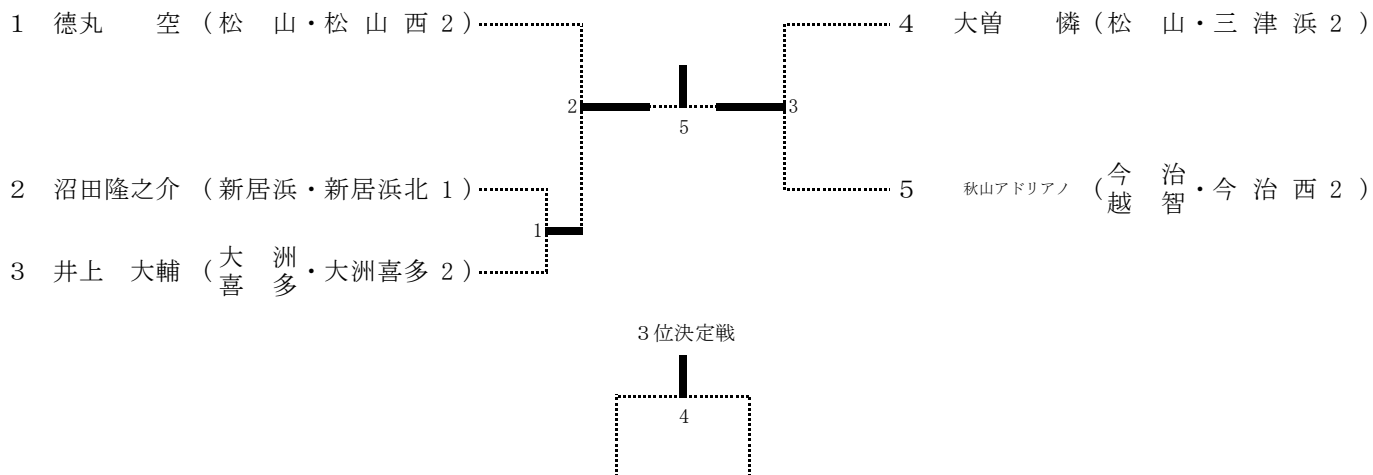 1 徳丸 空 (松 山・松 山 西 2)
4 大曽 憐 (松 山・三 津 浜 2)
2
3
5
2 沼田隆之介 (新居浜・新居浜北 1)
5 秋山アドリアノ (今 治 越 智・今 治 西 2)
1
3 井上 大輔 (大 洲 喜 多・大洲喜多 2)
3位決定戦
4